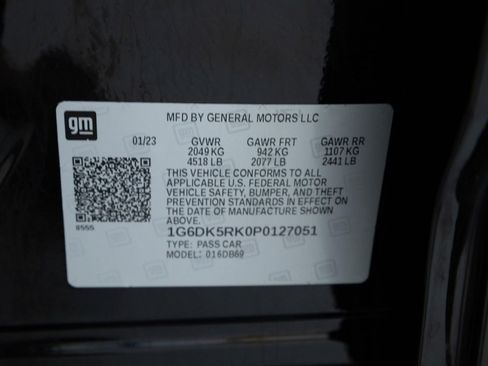 gm
MFD BY GENERAL MOTORS LLC
01/23 GVWR GAWR FRT GAWR RR
2049 KG 942 KG 1107 KG
4518 LB 2077 LB 2441 LB
THIS VEHICLE CONFORMS TO ALL
APPLICABLE U.S. FEDERAL MOTOR
VEHICLE SAFETY, BUMPER, AND THEFT
PREVENTION STANDARDS IN EFFECT ON
THE DATE OF MANUFACTURE SHOWN
ABOVE.
8555
1G6DK5RK0P0127051
TYPE: PASS CAR
MODEL: 016DB69